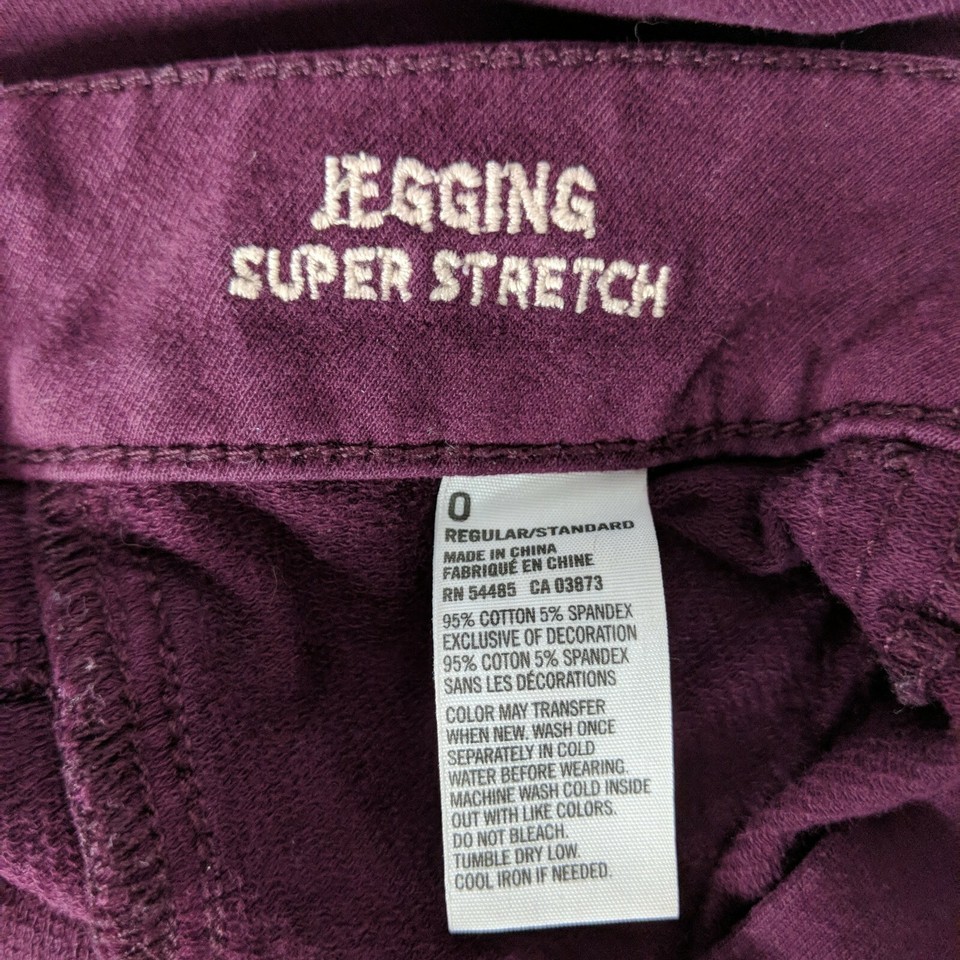 JEGGING
SUPER STRETCH
0
REGULAR/STANDARD
MADE IN CHINA
FABRIQUÉ EN CHINE
RN 54485 CA 03873
95% COTTON 5% SPANDEX
EXCLUSIVE OF DECORATION
95% COTON 5% SPANDEX
SANS LES DÉCORATIONS
COLOR MAY TRANSFER
WHEN NEW. WASH ONCE
SEPARATELY IN COLD
WATER BEFORE WEARING.
MACHINE WASH COLD INSIDE
OUT WITH LIKE COLORS.
DO NOT BLEACH.
TUMBLE DRY LOW.
COOL IRON IF NEEDED.